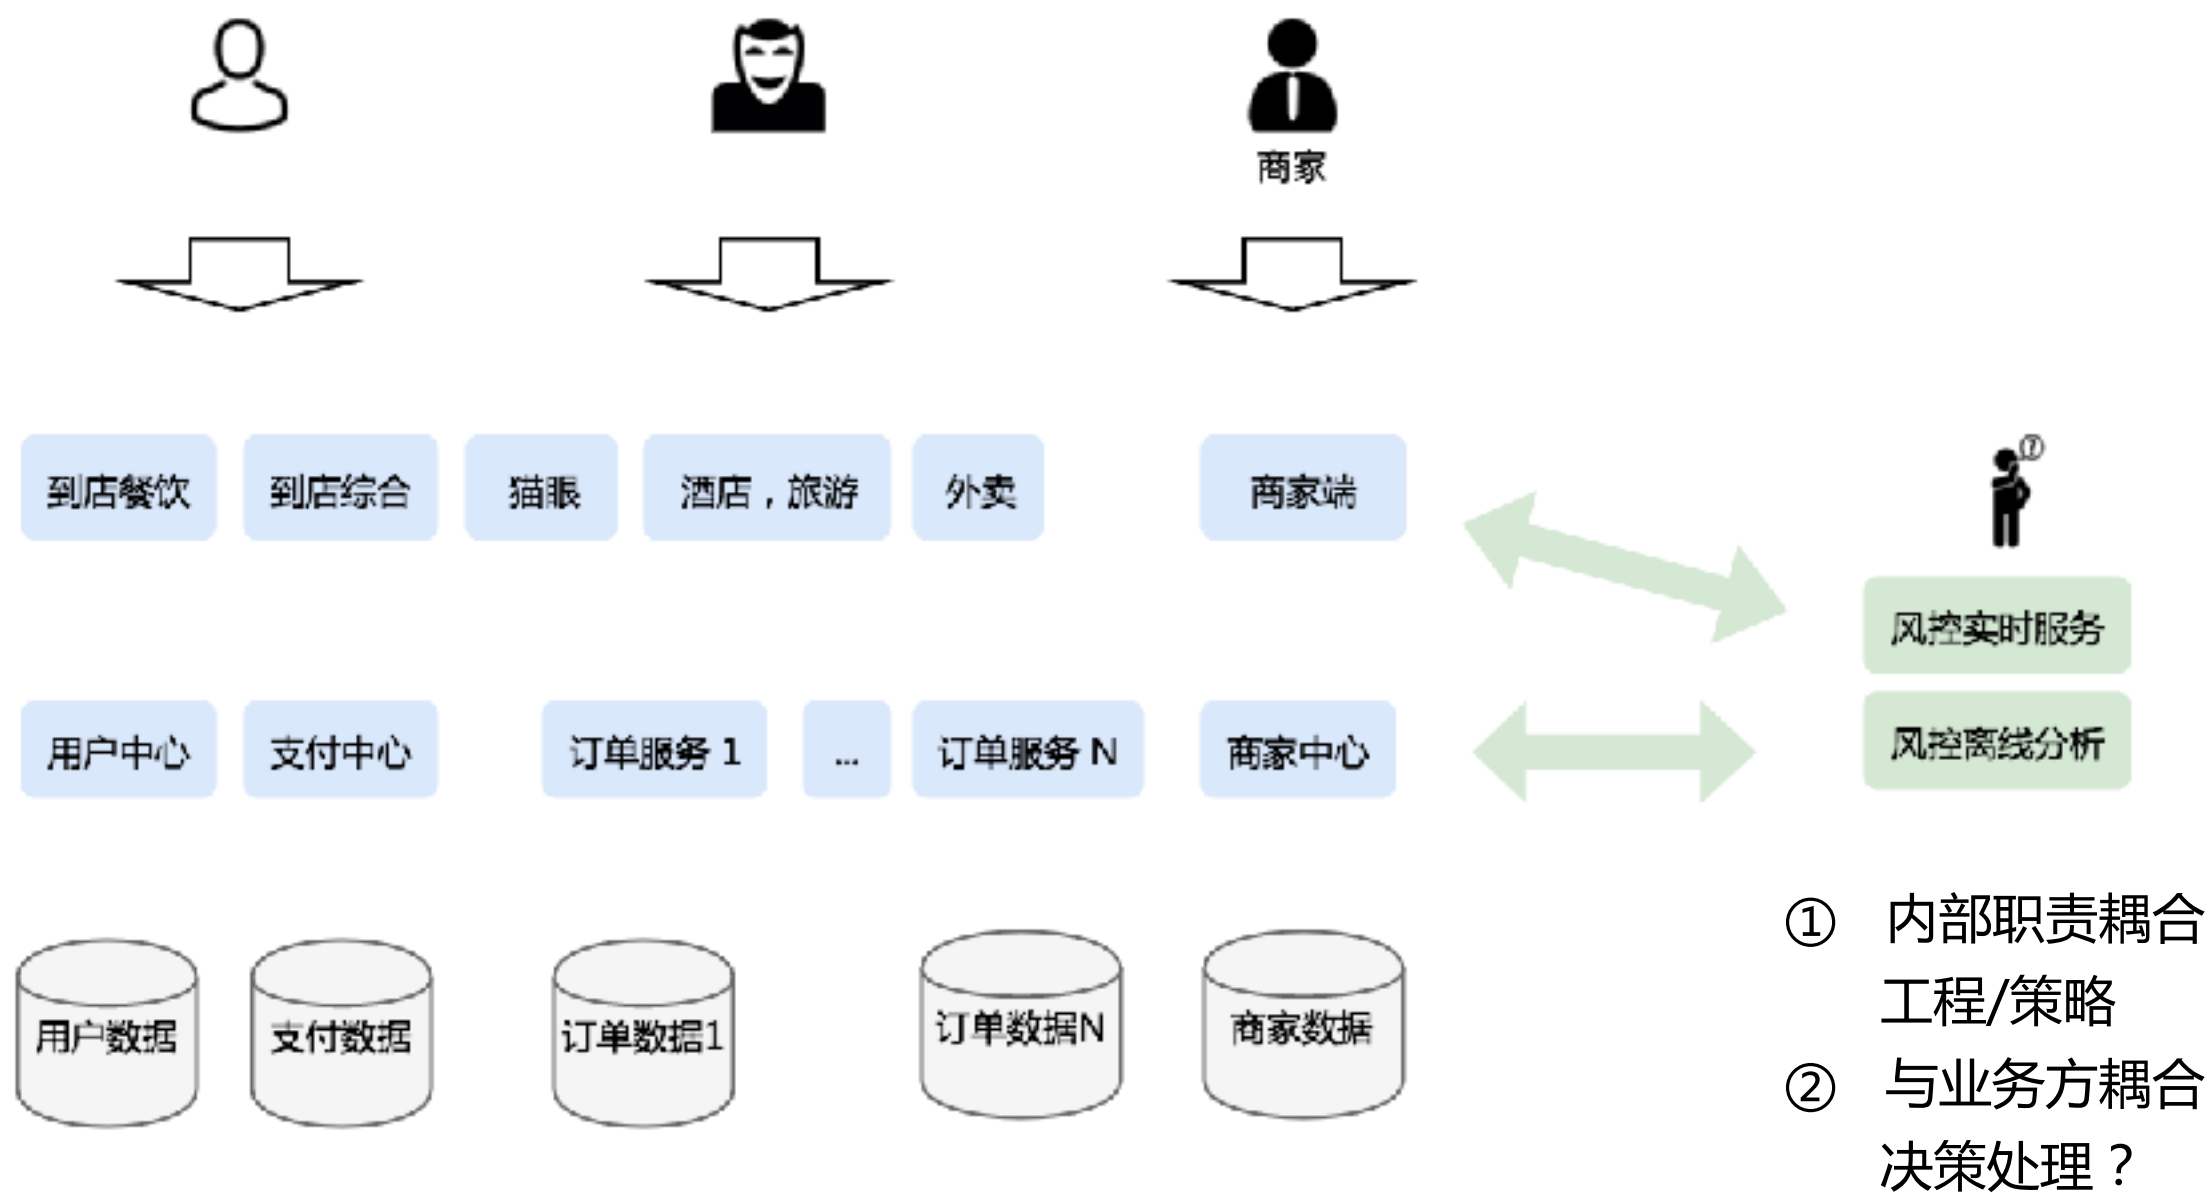 商家
到店餐饮
到店综合
猫眼
酒店，旅游
外卖
商家端
?
风控实时服务
用户中心
支付中心
订单服务 1
...
订单服务 N
商家中心
风控离线分析
用户数据
支付数据
订单数据1
订单数据N
商家数据
① 内部职责耦合
工程/策略
② 与业务方耦合
决策处理？